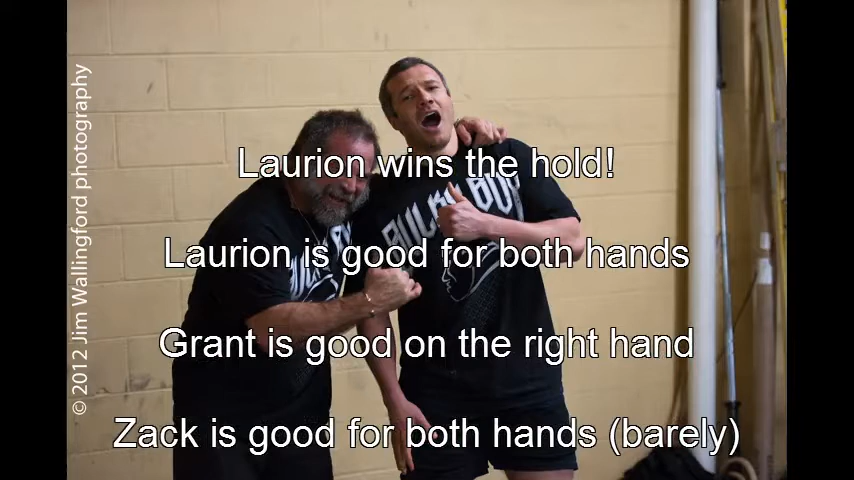 © 2012 Jim Wallingford photography
Laurion wins the hold!
Laurion is good for both hands
Grant is good on the right hand
Zack is good for both hands (barely)